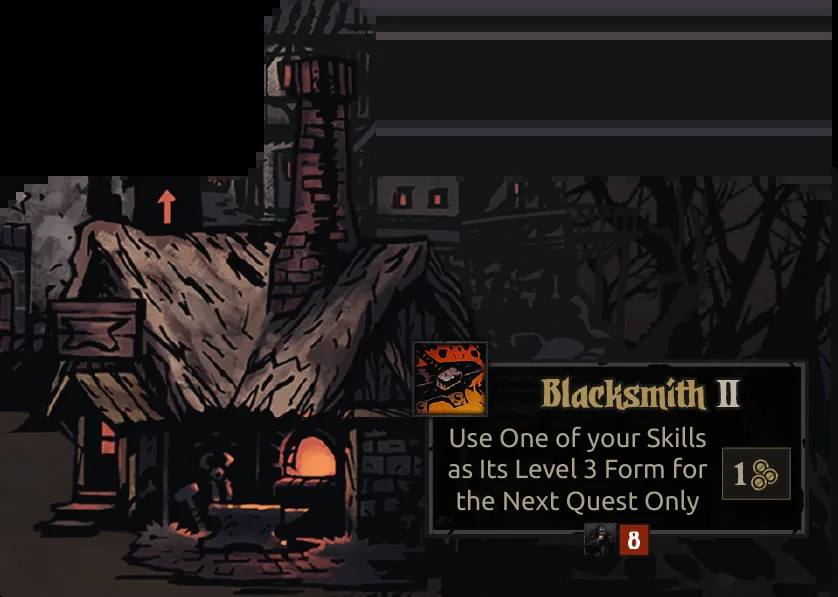 Blacksmith II
Use One of your Skills
as Its Level 3 Form for
the Next Quest Only
1
8